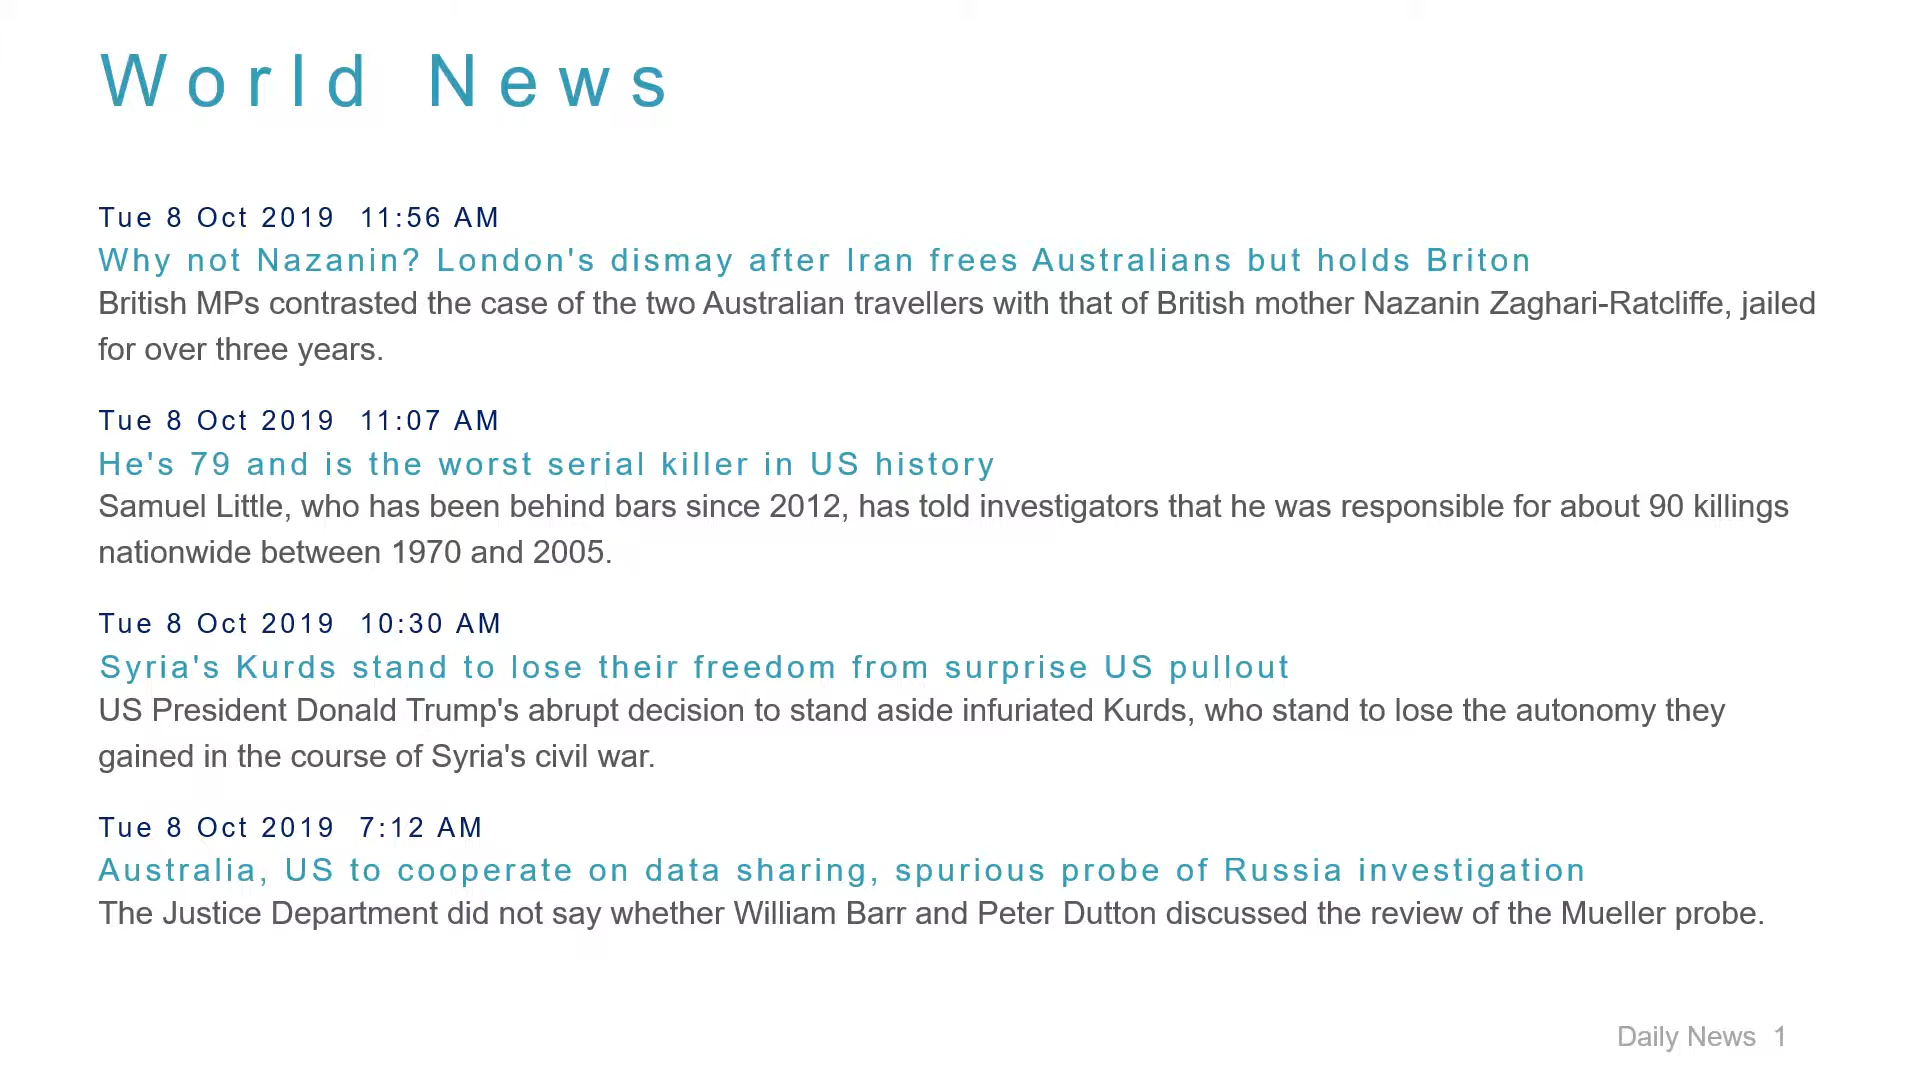 World News
Tue 8 Oct 2019 11:56 AM
Why not Nazanin? London's dismay after Iran frees Australians but holds Briton
British MPs contrasted the case of the two Australian travellers with that of British mother Nazanin Zaghari-Ratcliffe, jailed
for over three years.
Tue 8 Oct 2019 11:07 AM
He's 79 and is the worst serial killer in US history
Samuel Little, who has been behind bars since 2012, has told investigators that he was responsible for about 90 killings
nationwide between 1970 and 2005.
Tue 8 Oct 2019 10:30 AM
Syria's Kurds stand to lose their freedom from surprise US pullout
US President Donald Trump's abrupt decision to stand aside infuriated Kurds, who stand to lose the autonomy they
gained in the course of Syria's civil war.
Tue 8 Oct 2019 7:12 AM
Australia, US to cooperate on data sharing, spurious probe of Russia investigation
The Justice Department did not say whether William Barr and Peter Dutton discussed the review of the Mueller probe.
Daily News 1